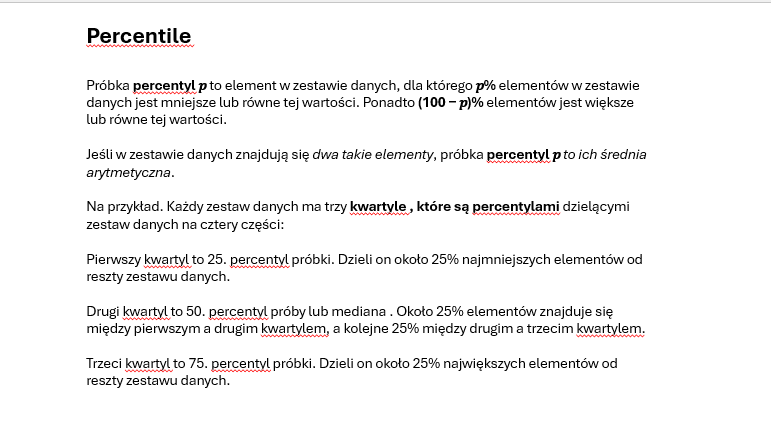 Percentile
Próbka percentyl p to element w zestawie danych, dla którego p% elementów w zestawie
danych jest mniejsze lub równe tej wartości. Ponadto (100 − p)% elementów jest większe
lub równe tej wartości.
Jeśli w zestawie danych znajdują się dwa takie elementy, próbka percentyl p to ich średnia
arytmetyczna.
Na przykład. Każdy zestaw danych ma trzy kwartyle , które są percentylami dzielącymi
zestaw danych na cztery części:
Pierwszy kwartyl to 25. percentyl próbki. Dzieli on około 25% najmniejszych elementów od
reszty zestawu danych.
Drugi kwartyl to 50. percentyl próby lub mediana . Około 25% elementów znajduje się
między pierwszym a drugim kwartylem, a kolejne 25% między drugim a trzecim kwartylem.
Trzeci kwartyl to 75. percentyl próbki. Dzieli on około 25% największych elementów od
reszty zestawu danych.